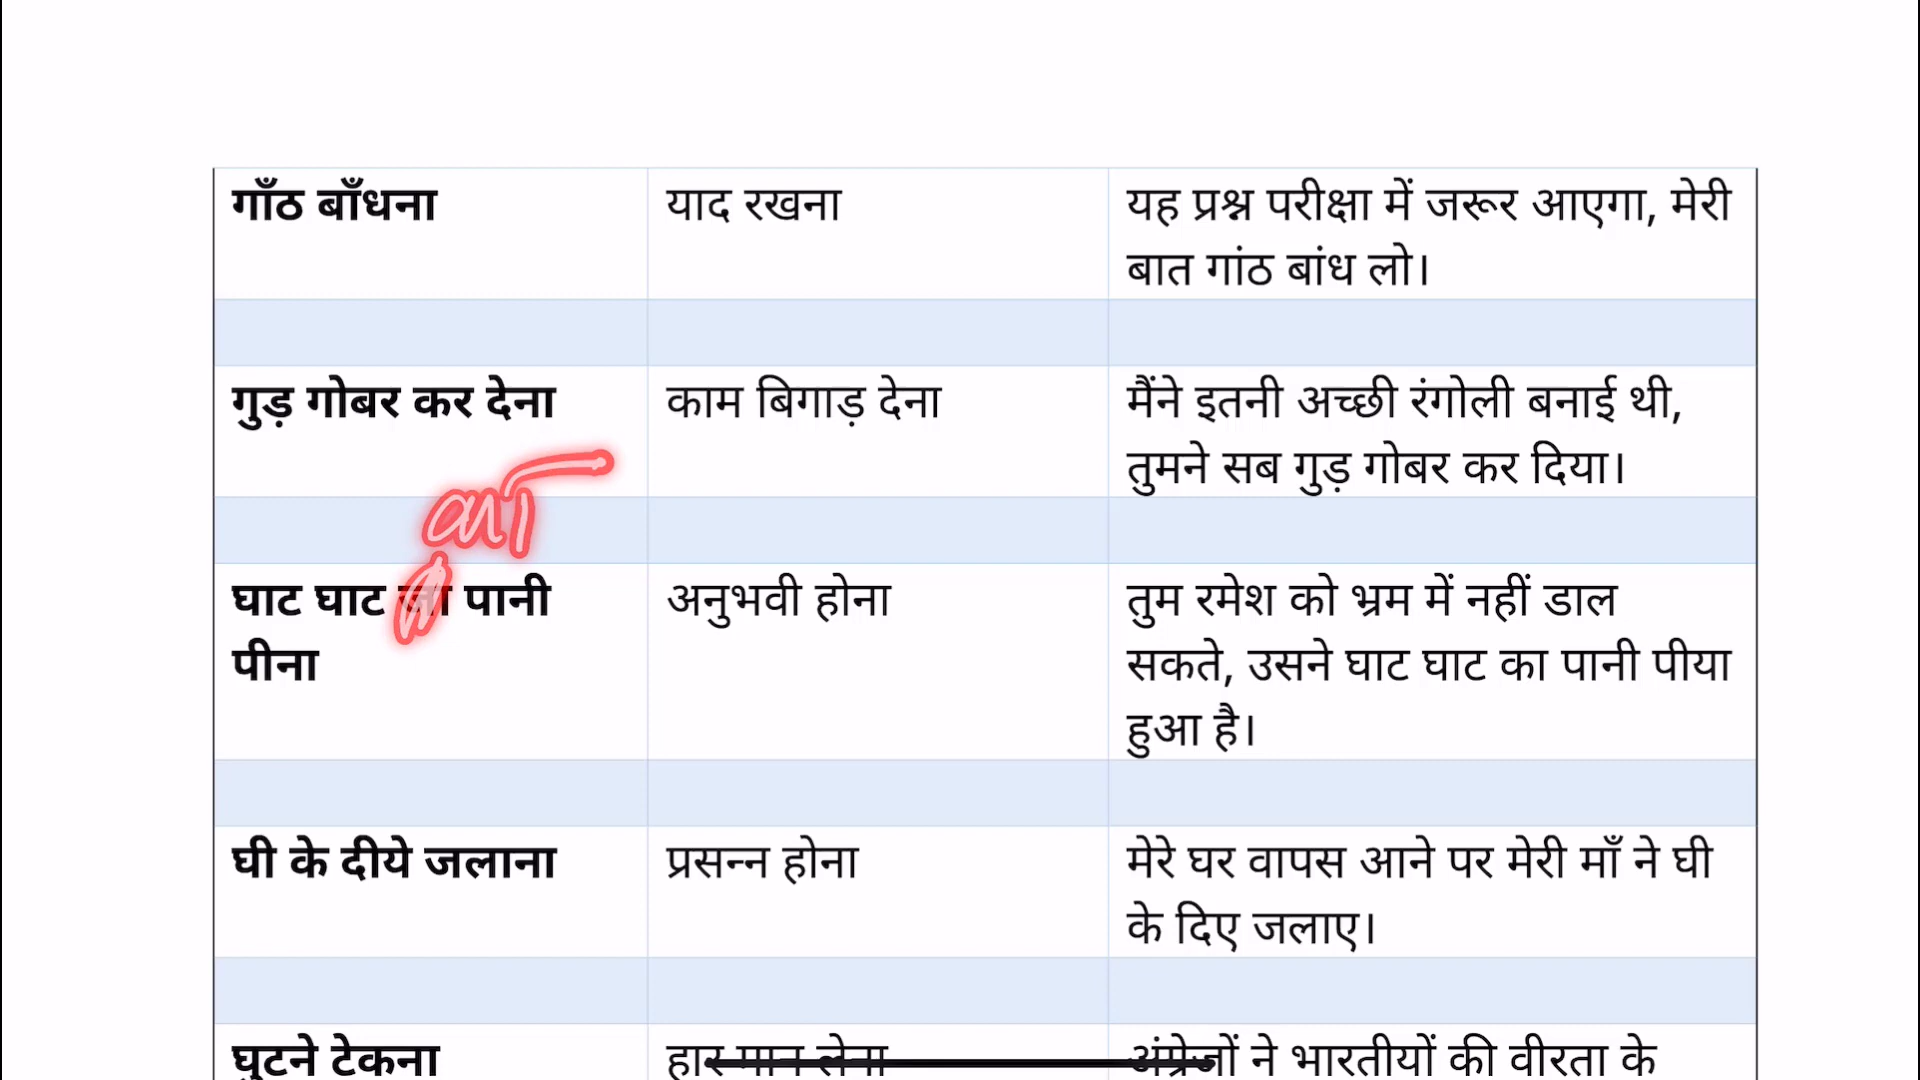 गाँठ बाँधना
याद रखना
यह प्रश्न परीक्षा में जरूर आएगा, मेरी
बात गांठ बांध लो।
गुड़ गोबर कर देना
काम बिगाड़ देना
मैंने इतनी अच्छी रंगोली बनाई थी,
तुमने सब गुड़ गोबर कर दिया।
का
घाट घाट जा पानी
पीना
अनुभवी होना
तुम रमेश को भ्रम में नहीं डाल
सकते, उसने घाट घाट का पानी पीया
हुआ है।
घी के दीये जलाना
प्रसन्न होना
मेरे घर वापस आने पर मेरी माँ ने घी
के दिए जलाए।
घुटने टेकना
हार मान लेना
अंग्रेजों ने भारतीयों की वीरता के